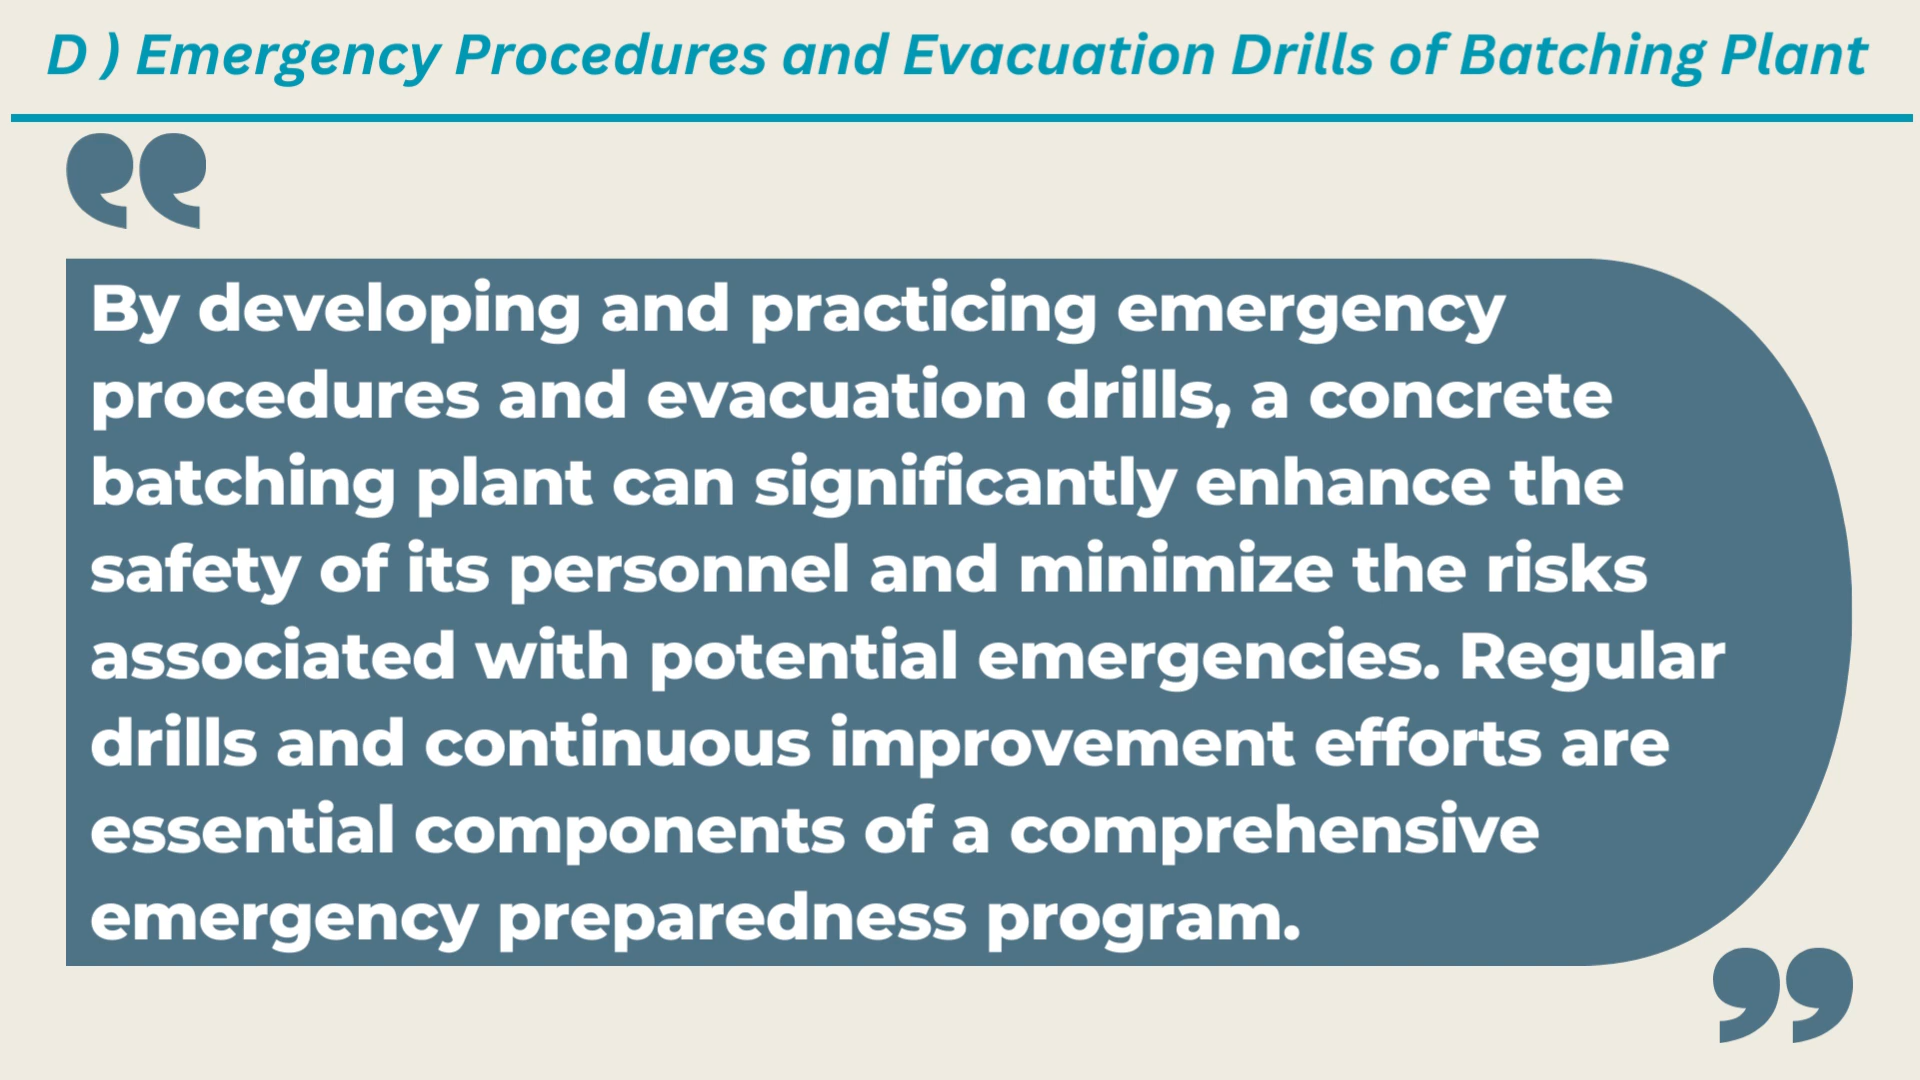 D ) Emergency Procedures and Evacuation Drills of Batching Plant
“
By developing and practicing emergency
procedures and evacuation drills, a concrete
batching plant can significantly enhance the
safety of its personnel and minimize the risks
associated with potential emergencies. Regular
drills and continuous improvement efforts are
essential components of a comprehensive
emergency preparedness program.
”